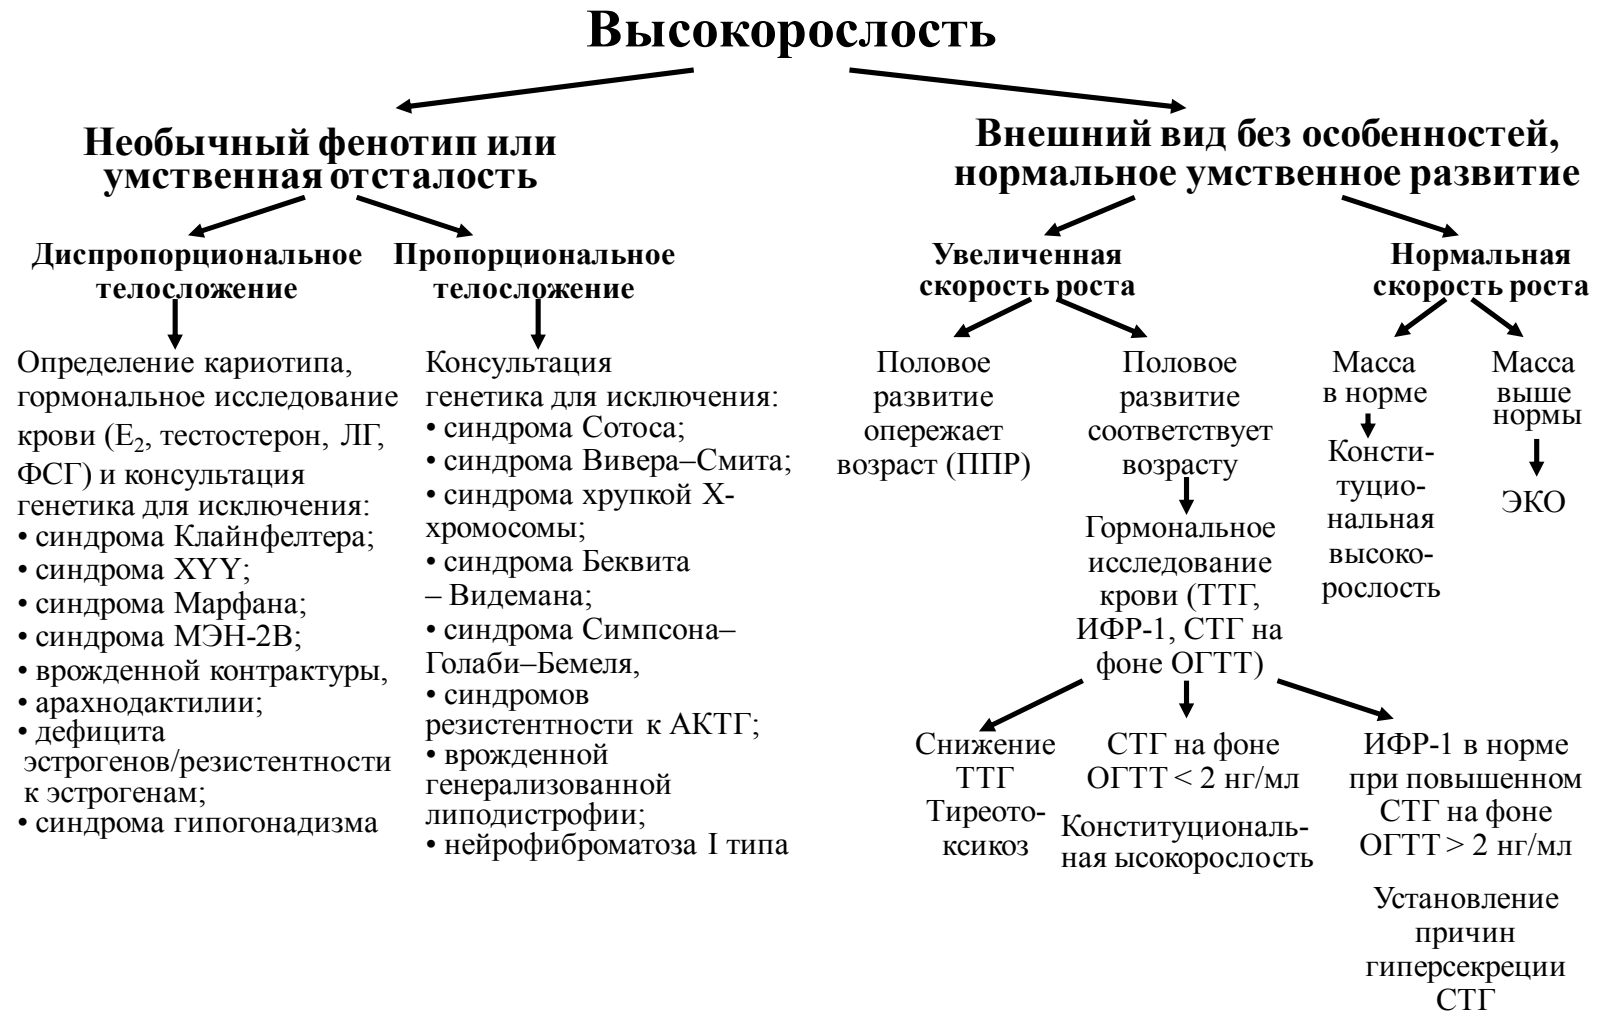 Высокорослость
Необычный фенотип или
умственная отсталость
Диспропорциональное
телосложение
Определение кариотипа,
гормональное исследование
крови (E₂, тестостерон, ЛГ,
ФСГ) и консультация
генетика для исключения:
• синдрома Клайнфелтера;
• синдрома XYY;
• синдрома Марфана;
• синдрома МЭН-2В;
• врожденной контрактуры,
• арахнодактилии;
• дефицита
эстрогенов/резистентности
к эстрогенам;
• синдрома гипогонадизма
Пропорциональное
телосложение
Консультация
генетика для исключения:
• синдрома Сотоса;
• синдрома Вивера–Смита;
• синдрома хрупкой X-
хромосомы;
• синдрома Беквита
– Видемана;
• синдрома Симпсона–
Голаби–Бемеля,
• синдромов
резистентности к АКТГ;
• врожденной
генерализованной
липодистрофии;
• нейрофиброматоза I типа
Внешний вид без особенностей,
нормальное умственное развитие
Увеличенная
скорость роста
Половое
развитие
опережает
возраст (ППР)
Половое
развитие
соответствует
возрасту
Гормональное
исследование
крови (ТТГ,
ИФР-1, СТГ на
фоне ОГТТ)
Снижение
ТТГ
Тиреото-
ксикоз
СТГ на фоне
ОГТТ < 2 нг/мл
Конституциональ-
ная ысокорослость
ИФР-1 в норме
при повышенном
СТГ на фоне
ОГТТ > 2 нг/мл
Установление
причин
гиперсекреции
СТГ
Нормальная
скорость роста
Масса
в норме
Консти-
туцио-
нальная
высоко-
рослость
Масса
выше
нормы
ЭКО